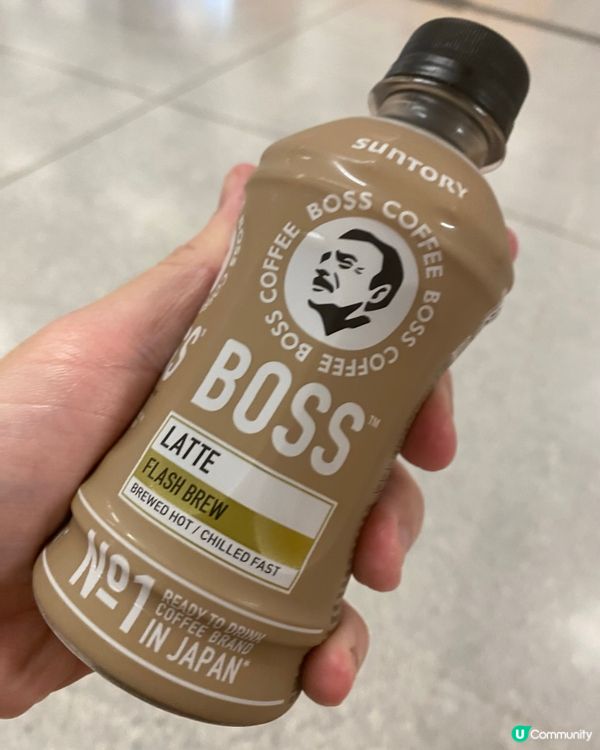 SUNTORY
BOSS COFFEE BOSS COFFEE BOSS COFFEE
BOSS™
LATTE
FLASH BREW
BREWED HOT / CHILLED FAST
Nº1
READY TO DRINK
COFFEE BRAND
IN JAPAN*
U Community